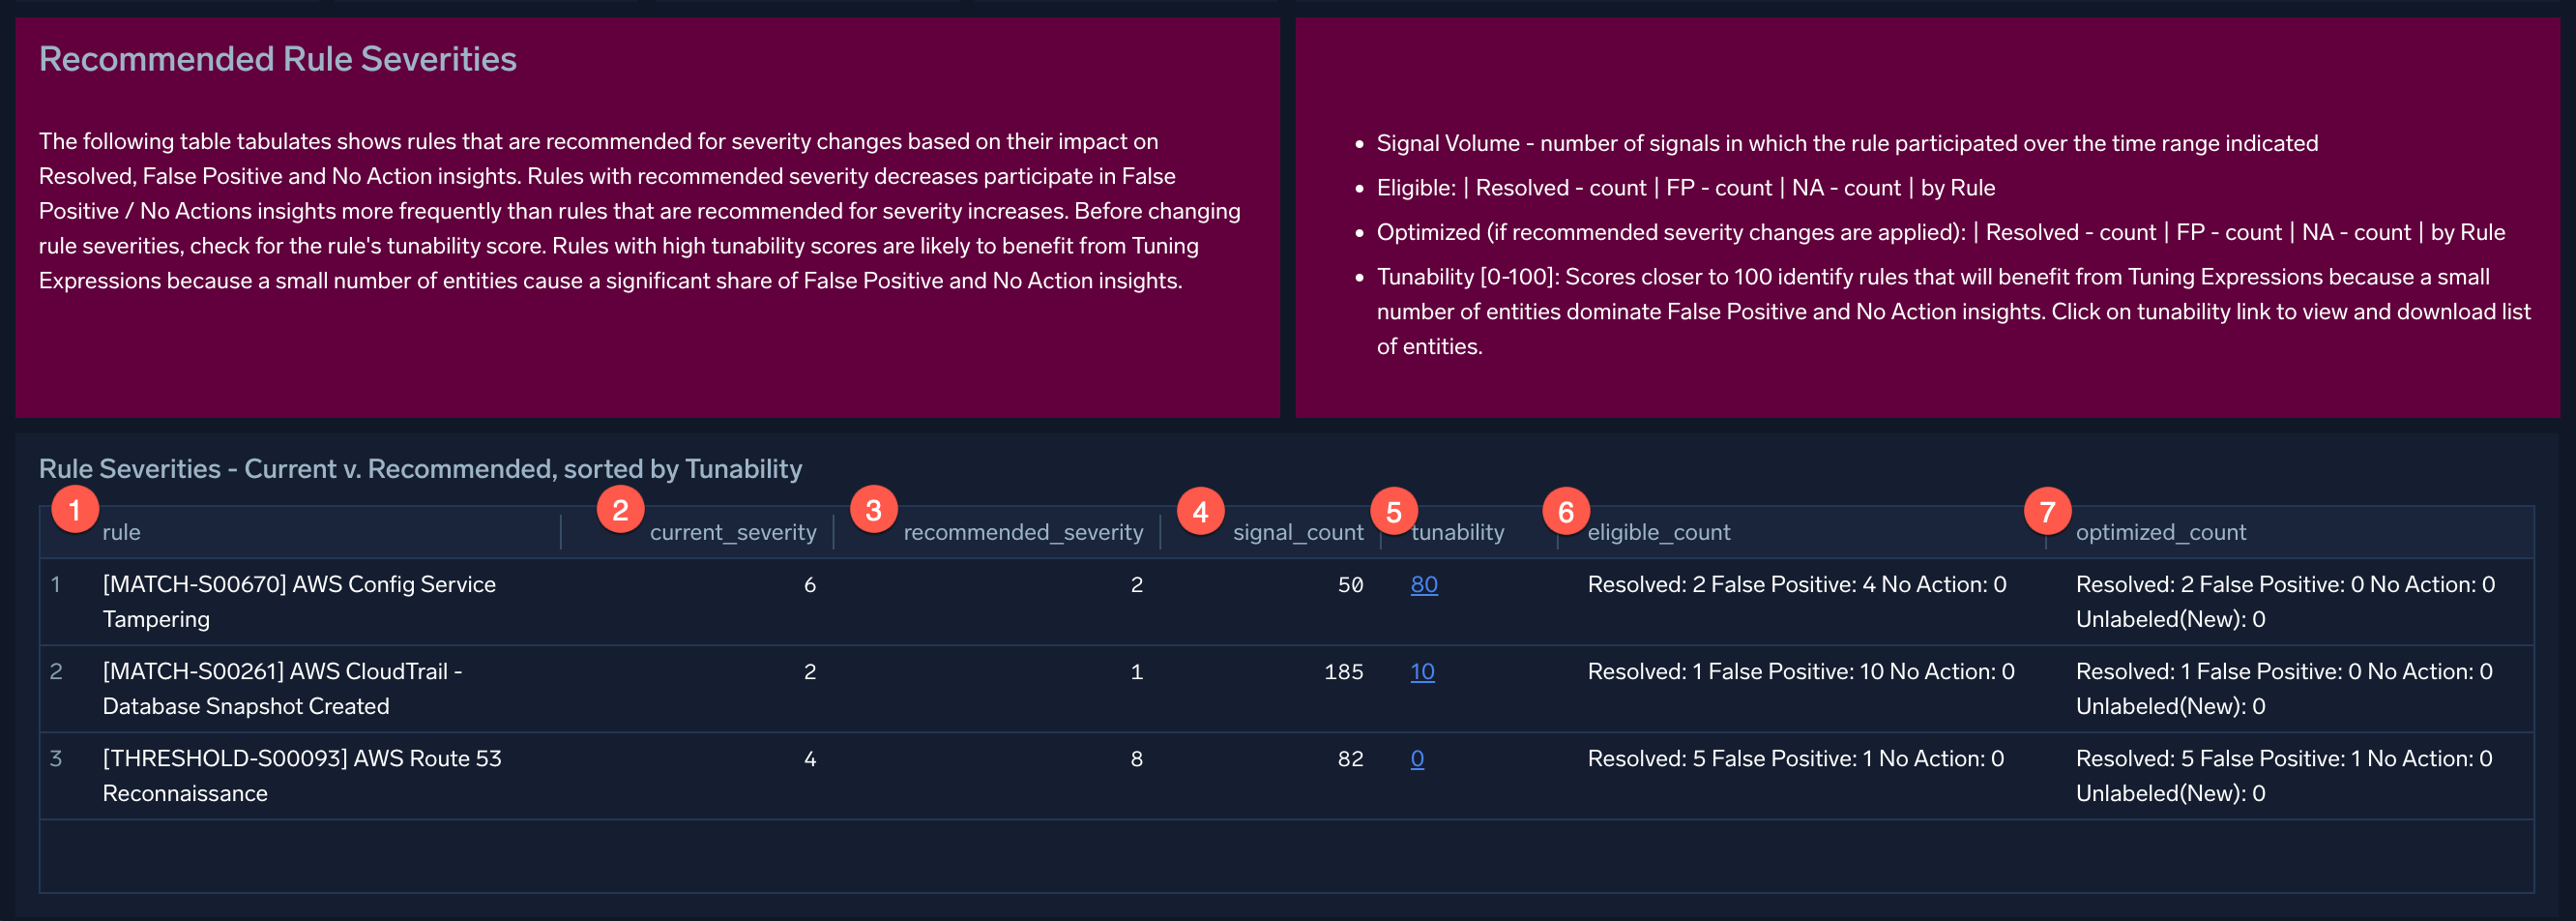 Recommended Rule Severities
The following table tabulates shows rules that are recommended for severity changes based on their impact on
Resolved, False Positive and No Action insights. Rules with recommended severity decreases participate in False
Positive / No Actions insights more frequently than rules that are recommended for severity increases. Before changing
rule severities, check for the rule's tunability score. Rules with high tunability scores are likely to benefit from Tuning
Expressions because a small number of entities cause a significant share of False Positive and No Action insights.
• Signal Volume - number of signals in which the rule participated over the time range indicated
• Eligible: | Resolved - count | FP - count | NA - count | by Rule
• Optimized (if recommended severity changes are applied): | Resolved - count | FP - count | NA - count | by Rule
• Tunability [0-100]: Scores closer to 100 identify rules that will benefit from Tuning Expressions because a small
number of entities dominate False Positive and No Action insights. Click on tunability link to view and download list
of entities.
Rule Severities - Current v. Recommended, sorted by Tunability
1 2 3 4 5 6 7
rule current_severity recommended_severity signal_count tunability eligible_count optimized_count
1 [MATCH-S00670] AWS Config Service 6 2 50 80 Resolved: 2 False Positive: 4 No Action: 0 Resolved: 2 False Positive: 0 No Action: 0
Tampering Unlabeled(New): 0
2 [MATCH-S00261] AWS CloudTrail - 2 1 185 10 Resolved: 1 False Positive: 10 No Action: 0 Resolved: 1 False Positive: 0 No Action: 0
Database Snapshot Created Unlabeled(New): 0
3 [THRESHOLD-S00093] AWS Route 53 4 8 82 0 Resolved: 5 False Positive: 1 No Action: 0 Resolved: 5 False Positive: 1 No Action: 0
Reconnaissance Unlabeled(New): 0